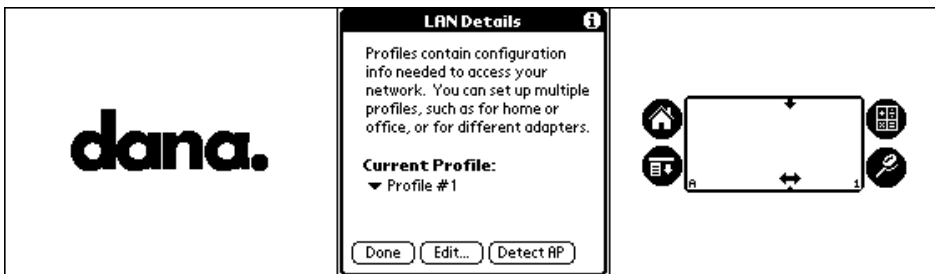 dana.
LAN Details
Profiles contain configuration
info needed to access your
network. You can set up multiple
profiles, such as for home or
office, or for different adapters.
Current Profile:
Profile #1
Done Edit... Detect AP
A 1